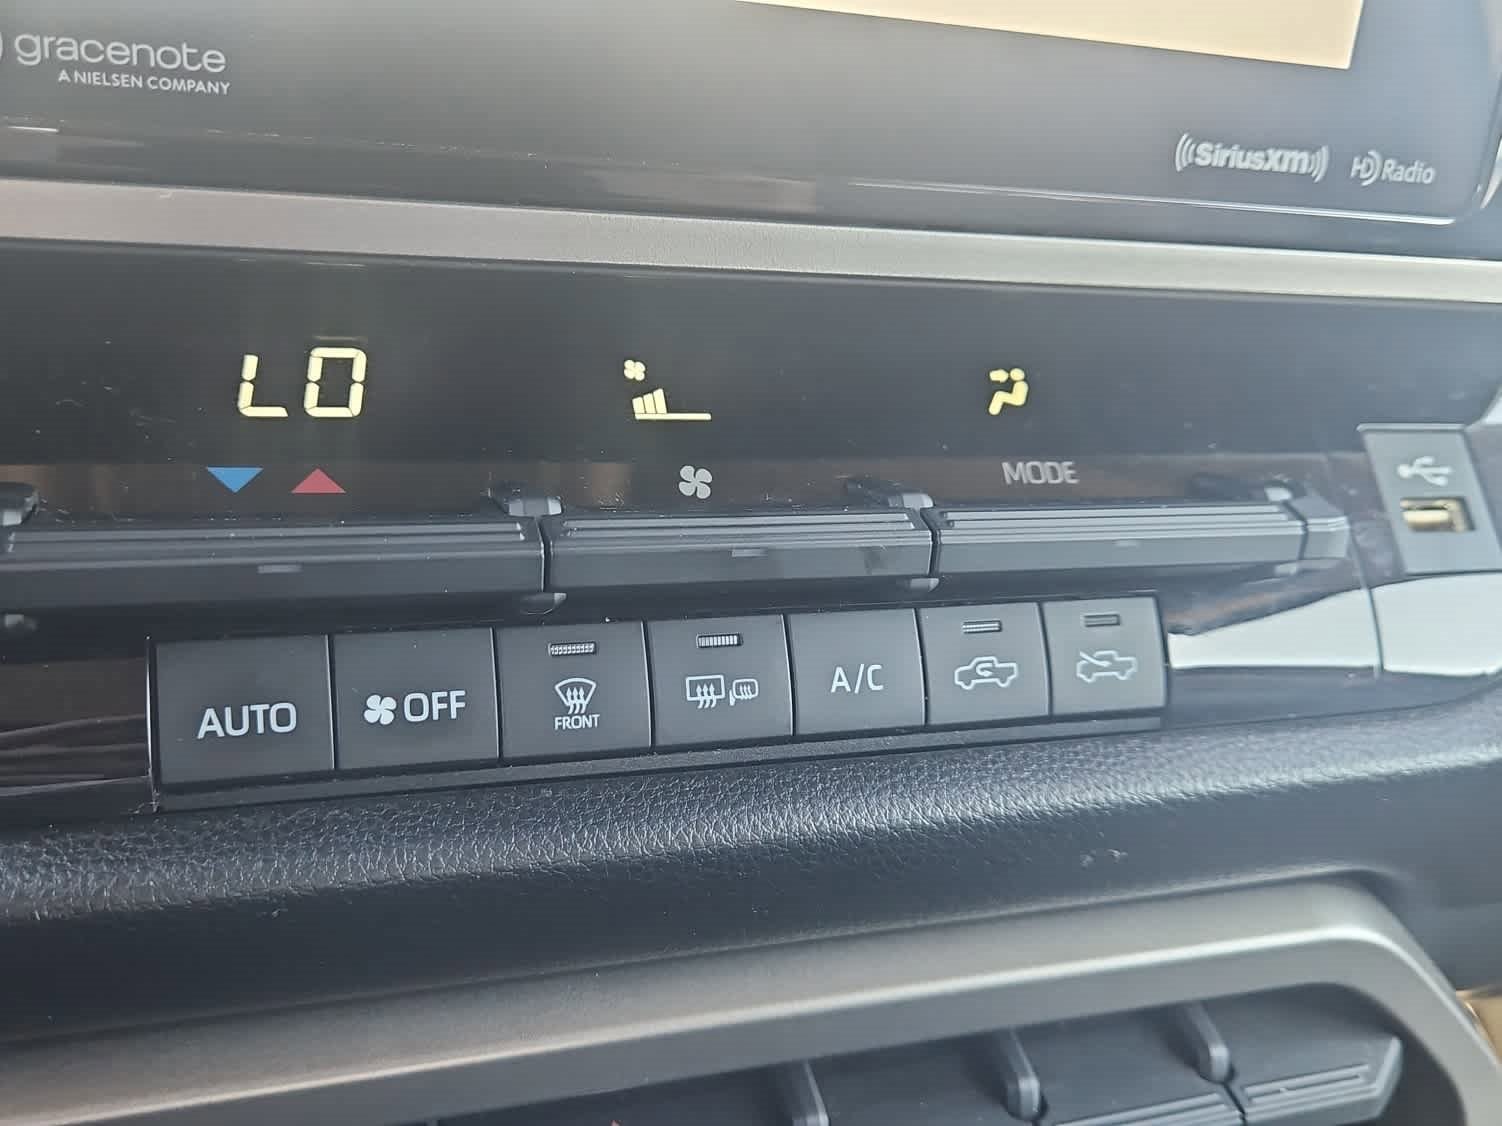 gracenote
A NIELSEN COMPANY
SiriusXM
HD Radio
LO
MODE
AUTO
OFF
FRONT
A/C